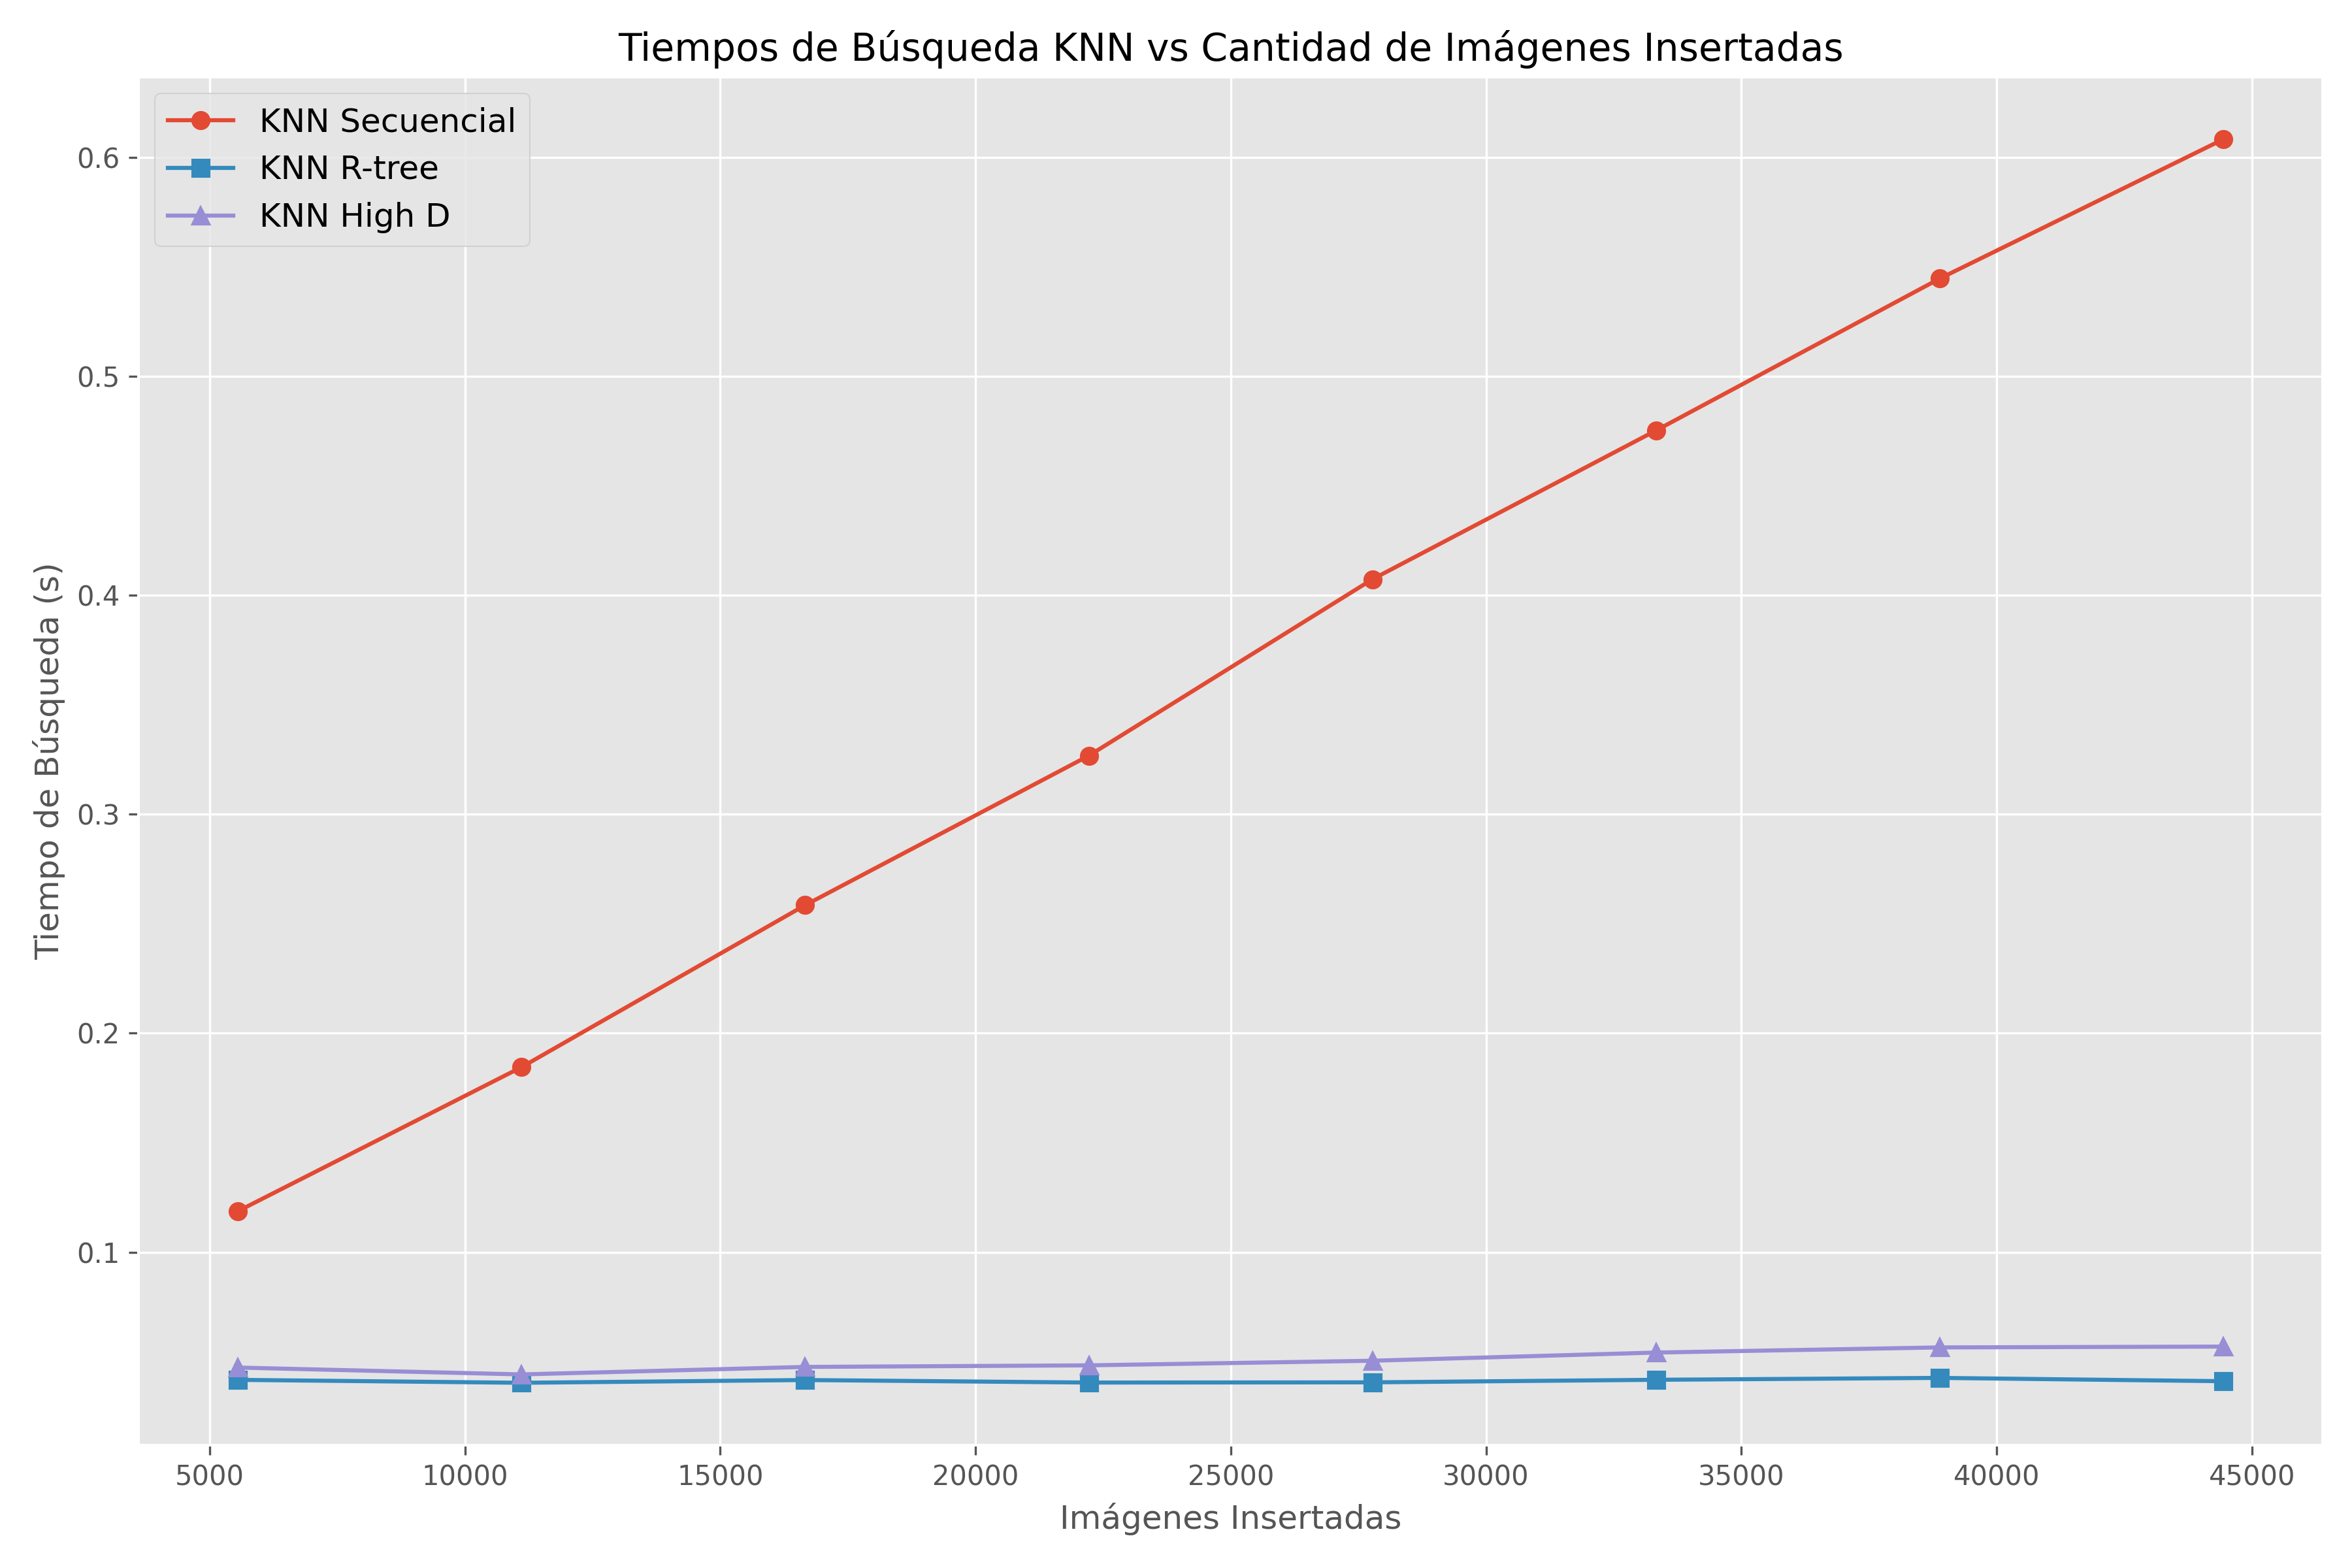 Tiempos de Búsqueda KNN vs Cantidad de Imágenes Insertadas
KNN Secuencial
KNN R-tree
KNN High D
Tiempo de Búsqueda (s)
0.6
0.5
0.4
0.3
0.2
0.1
5000 10000 15000 20000 25000 30000 35000 40000 45000
Imágenes Insertadas